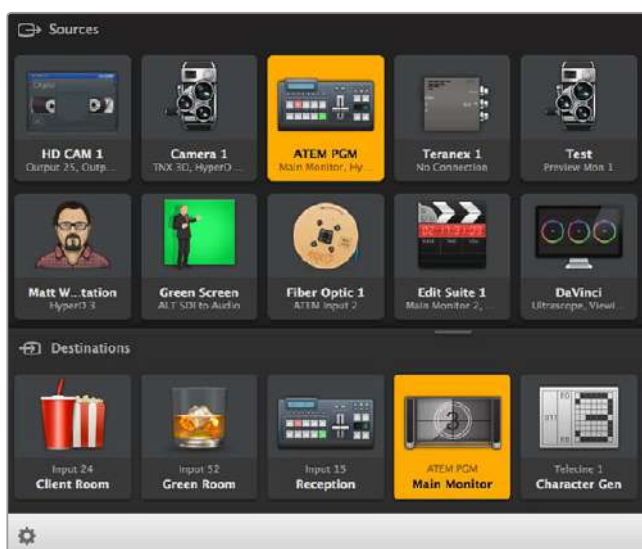 Sources
HD CAM 1
Output 25, Outp...
Camera 1
TNX 3D, HyperD ...
ATEM PGM
Main Monitor, Hy...
Teranex 1
No Connection
Test
Preview Mon 1
Matt W...tation
HyperD 3
Green Screen
ALT SDI to Audio
Fiber Optic 1
ATEM Input 2
Edit Suite 1
Main Monitor 2, ...
DaVinci
Ultrascope, Viewi...
Destinations
Input 24
Client Room
Input 52
Green Room
Input 15
Reception
3
ATEM PGM
Main Monitor
Telecine 1
Character Gen